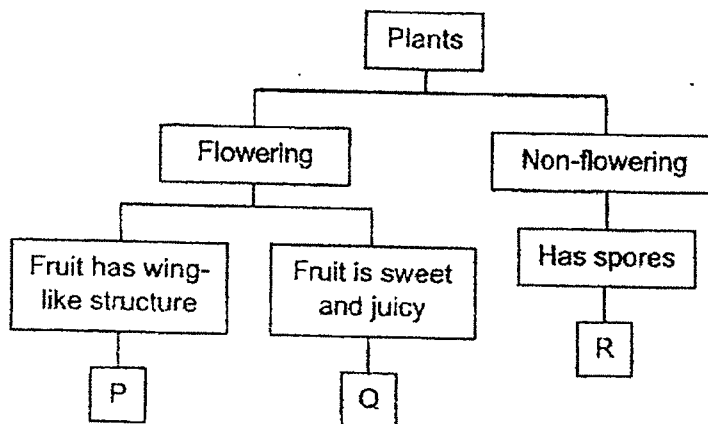 Plants
Flowering
Non-flowering
Fruit has wing-
like structure
Fruit is sweet
and juicy
Has spores
P
Q
R